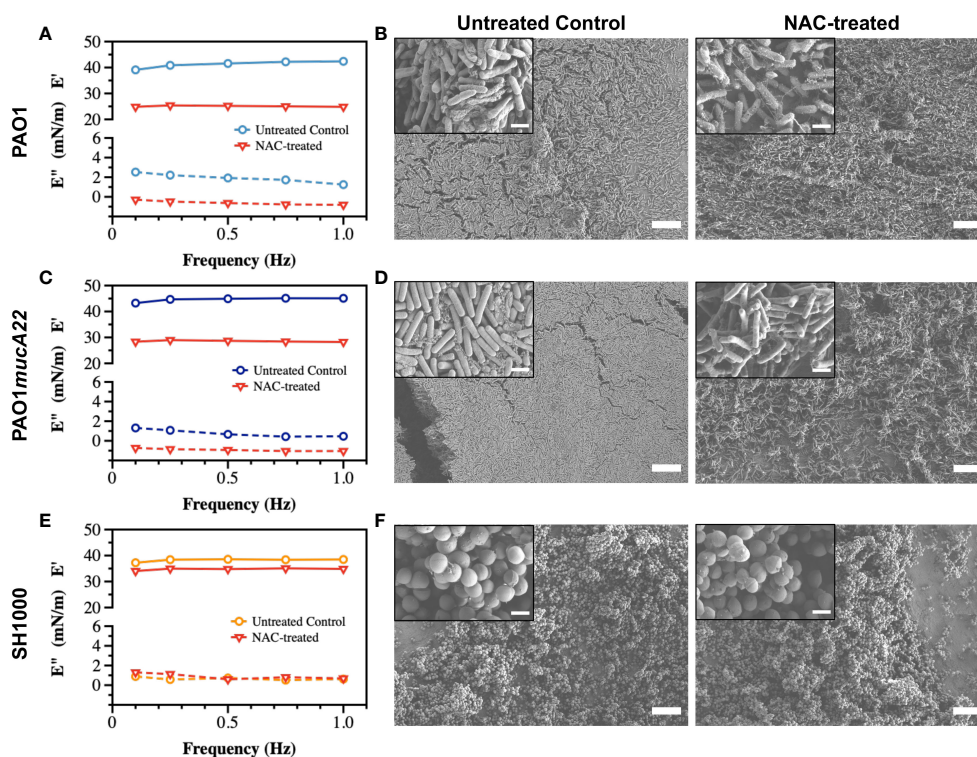 Untreated Control
NAC-treated
PAO1
A
50
40
30
20
6
4
2
0
E'' (mN/m) E'
Untreated Control
NAC-treated
0
0.5
1.0
Frequency (Hz)
B
PAO1mucA22
C
50
40
30
20
6
4
2
0
E'' (mN/m) E'
Untreated Control
NAC-treated
0
0.5
1.0
Frequency (Hz)
D
SH1000
E
50
40
30
20
6
4
2
0
E'' (mN/m) E'
Untreated Control
NAC-treated
0
0.5
1.0
Frequency (Hz)
F